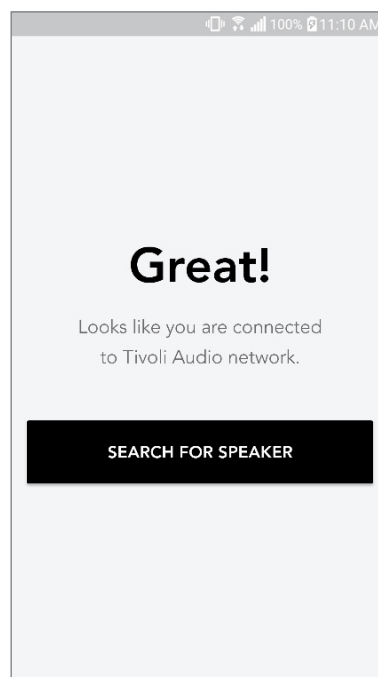 100% 11:10 AM
Great!
Looks like you are connected
to Tivoli Audio network.
SEARCH FOR SPEAKER